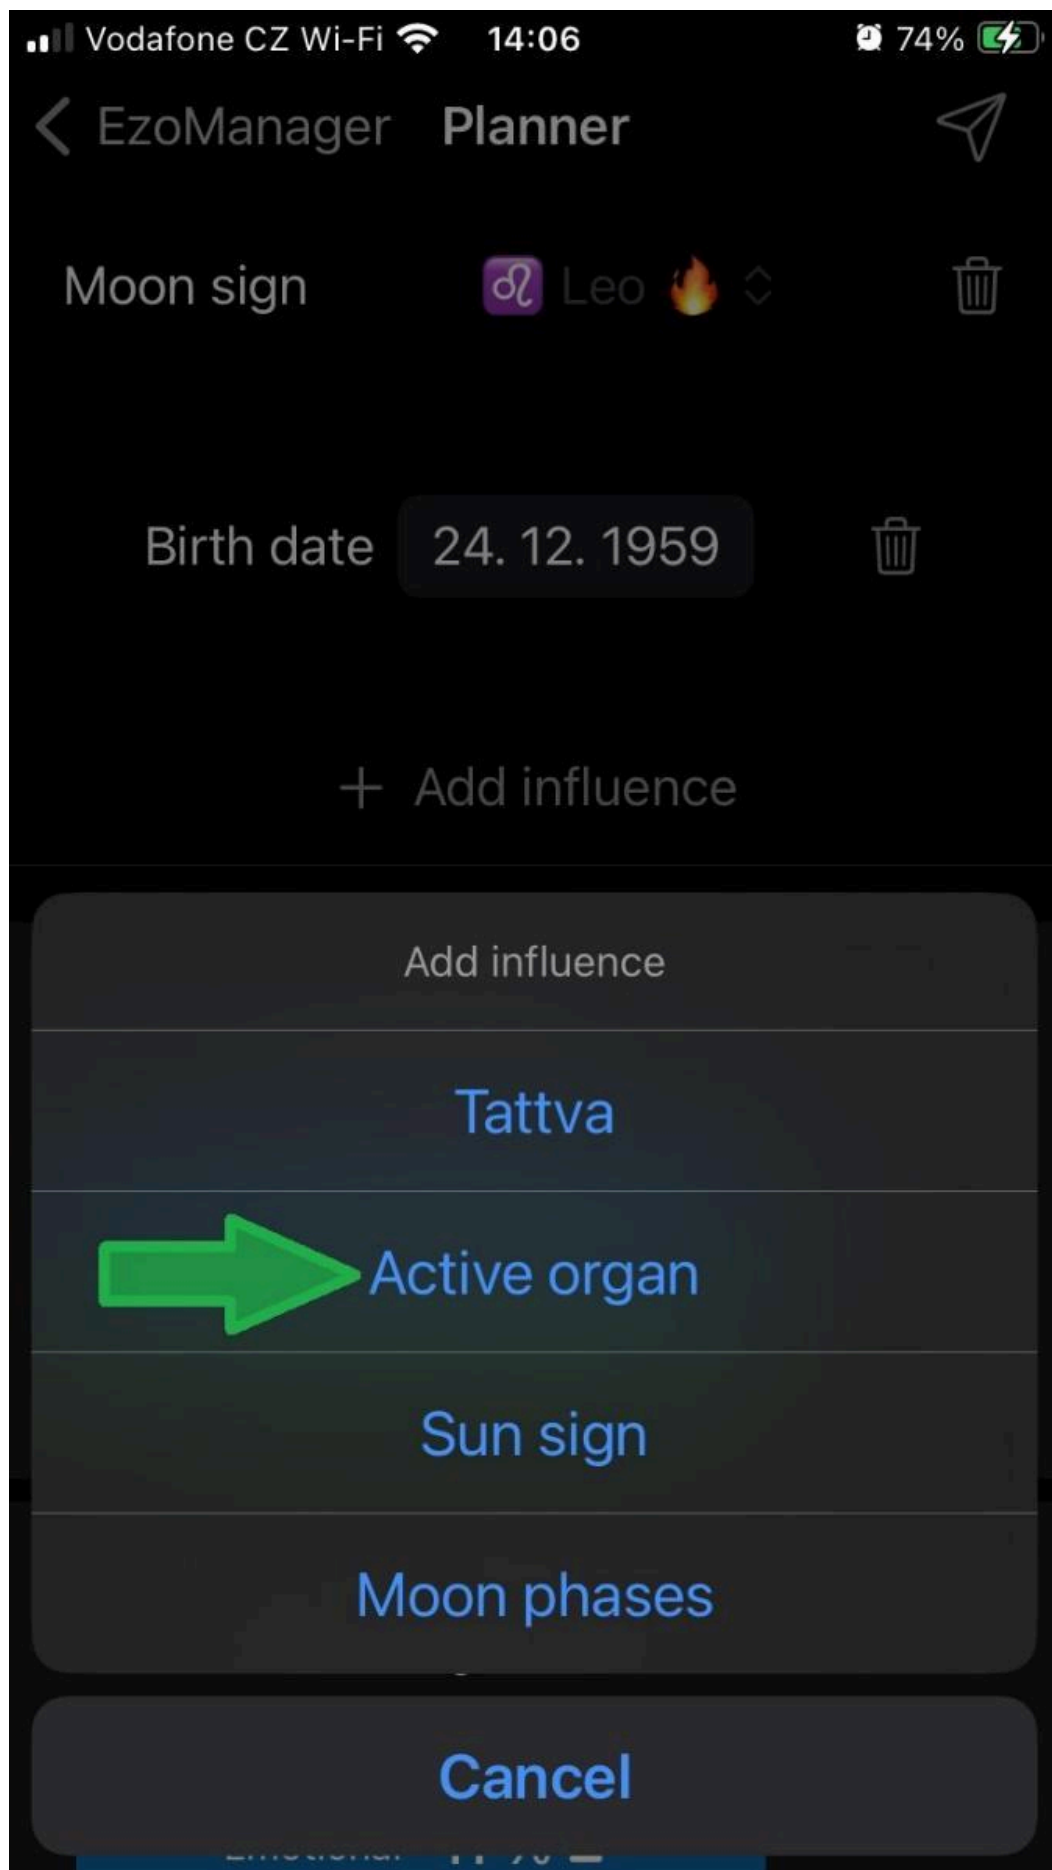 Vodafone CZ Wi-Fi 14:06 74%
EzoManager Planner
Moon sign Leo
Birth date 24. 12. 1959
+ Add influence
Add influence
Tattva
Active organ
Sun sign
Moon phases
Cancel